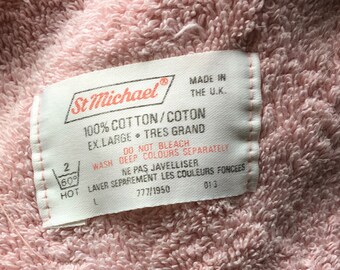 St Michael®
MADE IN
THE U.K.
100% COTTON/COTON
EX. LARGE • TRES GRAND
DO NOT BLEACH
WASH DEEP COLOURS SEPARATELY
NE PAS JAVELLISER
LAVER SEPAREMENT LES COULEURS FONCEES
2
60°
HOT
L 777/1950